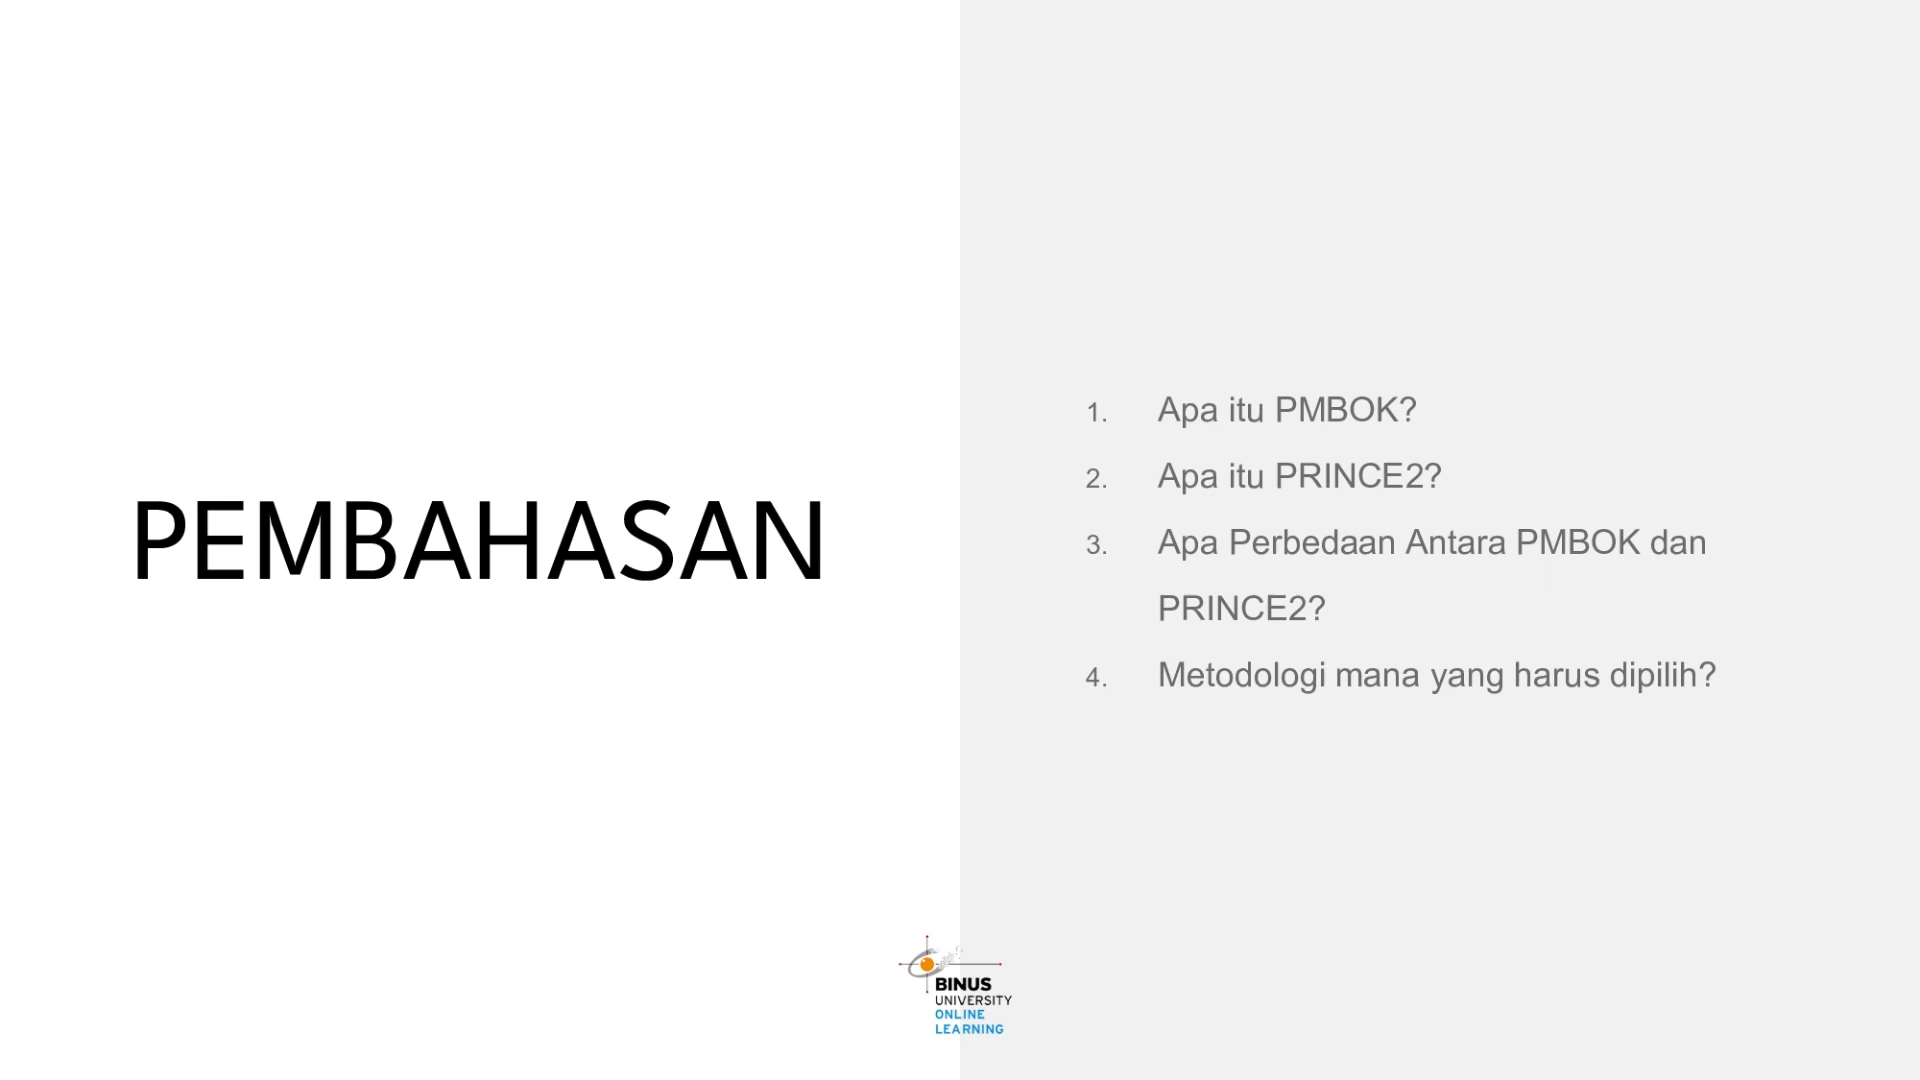 PEMBAHASAN
1. Apa itu PMBOK?
2. Apa itu PRINCE2?
3. Apa Perbedaan Antara PMBOK dan
PRINCE2?
4. Metodologi mana yang harus dipilih?
BINUS
UNIVERSITY
ONLINE
LEARNING